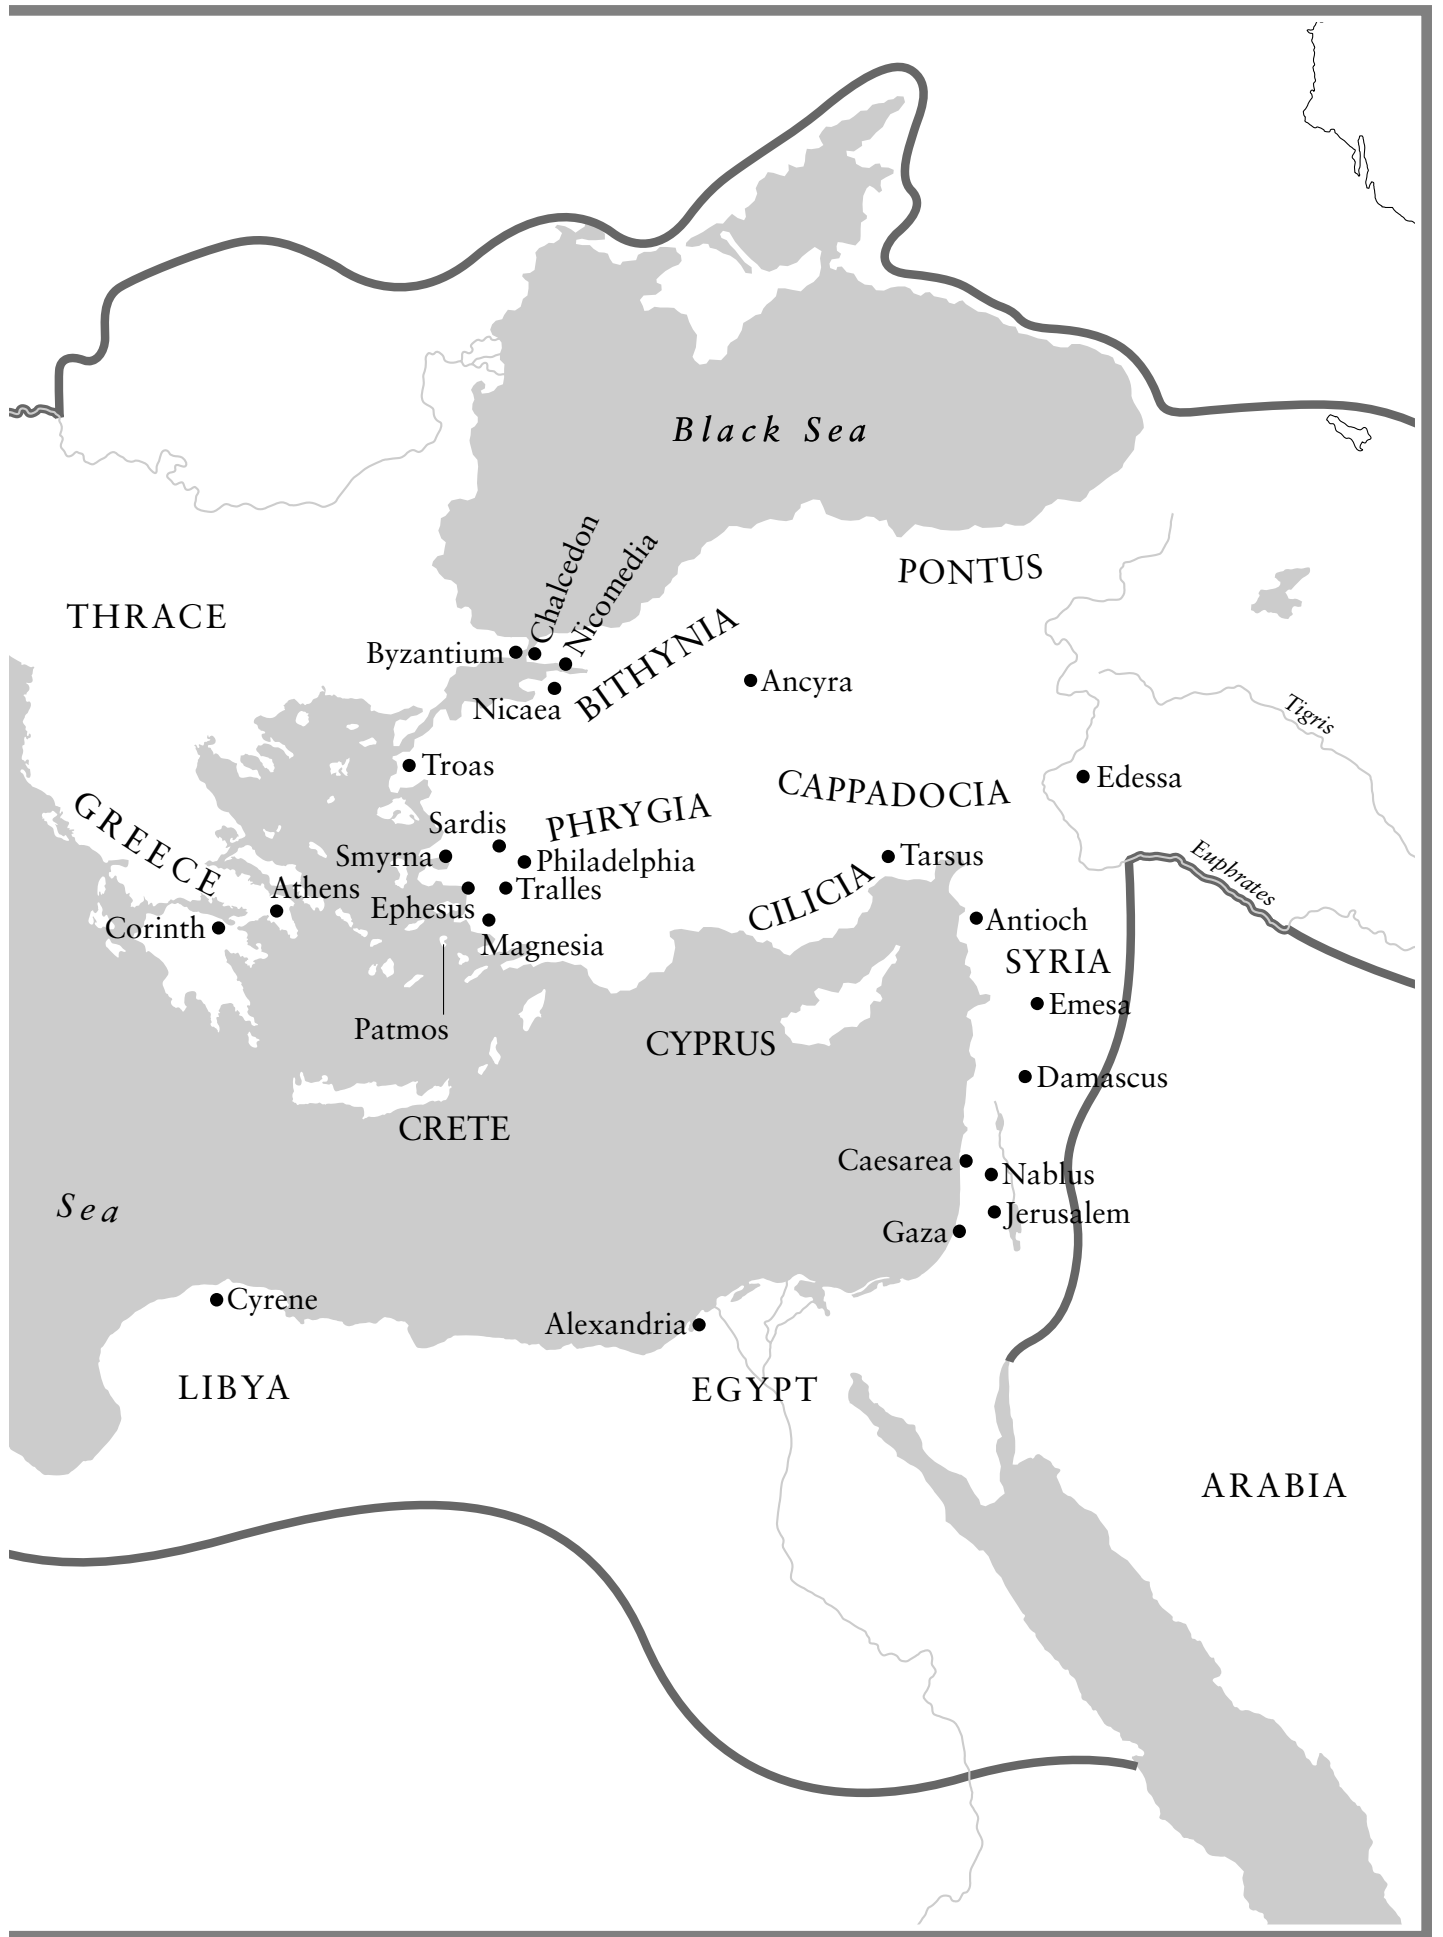 Black Sea
Chalcedon
Nicomedia
PONTUS
THRACE
Byzantium
BITHYNIA
Ancyra
Nicaea
Tigris
Troas
CAPPADOCIA
Edessa
GREECE
Sardis
PHRYGIA
Smyrna
Philadelphia
Tarsus
Euphrates
Athens
Tralles
CILICIA
Ephesus
Corinth
Antioch
Magnesia
SYRIA
Emesa
Patmos
CYPRUS
Damascus
CRETE
Caesarea
Nablus
Sea
Jerusalem
Gaza
Cyrene
Alexandria
LIBYA
EGYPT
ARABIA